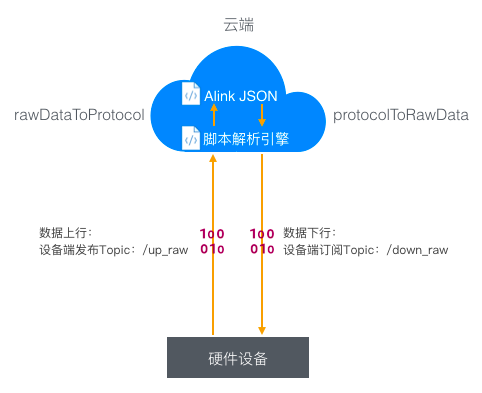 云端
Alink JSON
rawDataToProtocol
protocolToRawData
脚本解析引擎
数据上行：
设备端发布Topic：/up_raw
100
010
100
010
数据下行：
设备端订阅Topic：/down_raw
硬件设备